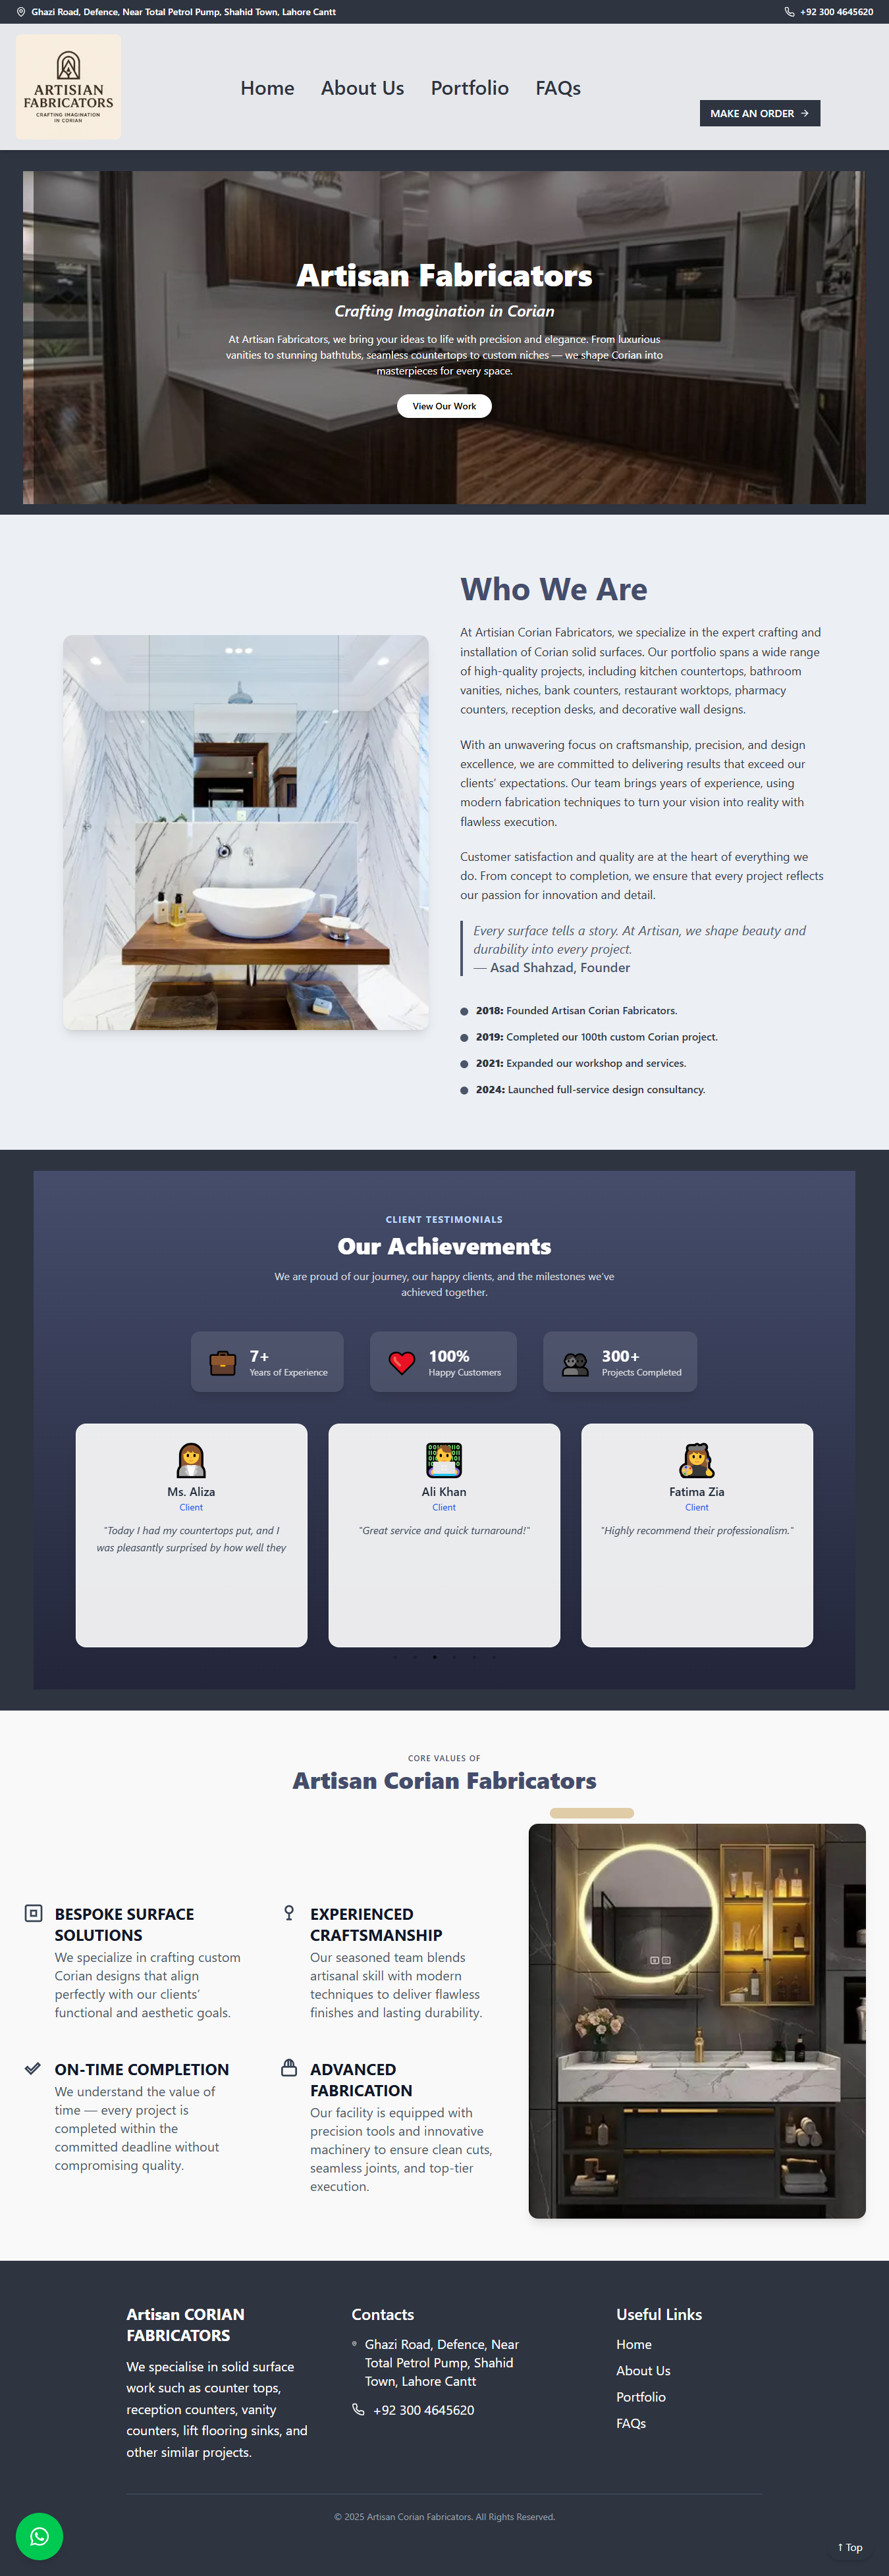 Ghazi Road, Defence, Near Total Petrol Pump, Shahid Town, Lahore Cantt
+92 300 4645620
ARTISIAN
FABRICATORS
CRAFTING IMAGINATION
IN CORIAN
Home
About Us
Portfolio
FAQs
MAKE AN ORDER →
Artisan Fabricators
Crafting Imagination in Corian
At Artisan Fabricators, we bring your ideas to life with precision and elegance. From luxurious
vanities to stunning bathtubs, seamless countertops to custom niches — we shape Corian into
masterpieces for every space.
View Our Work
Who We Are
At Artisian Corian Fabricators, we specialize in the expert crafting and
installation of Corian solid surfaces. Our portfolio spans a wide range
of high-quality projects, including kitchen countertops, bathroom
vanities, niches, bank counters, restaurant worktops, pharmacy
counters, reception desks, and decorative wall designs.
With an unwavering focus on craftsmanship, precision, and design
excellence, we are committed to delivering results that exceed our
clients’ expectations. Our team brings years of experience, using
modern fabrication techniques to turn your vision into reality with
flawless execution.
Customer satisfaction and quality are at the heart of everything we
do. From concept to completion, we ensure that every project reflects
our passion for innovation and detail.
Every surface tells a story. At Artisan, we shape beauty and
durability into every project.
— Asad Shahzad, Founder
2018: Founded Artisan Corian Fabricators.
2019: Completed our 100th custom Corian project.
2021: Expanded our workshop and services.
2024: Launched full-service design consultancy.
CLIENT TESTIMONIALS
Our Achievements
We are proud of our journey, our happy clients, and the milestones we’ve
achieved together.
7+
Years of Experience
100%
Happy Customers
300+
Projects Completed
Ms. Aliza
Client
"Today I had my countertops put, and I
was pleasantly surprised by how well they
Ali Khan
Client
"Great service and quick turnaround!"
Fatima Zia
Client
"Highly recommend their professionalism."
CORE VALUES OF
Artisan Corian Fabricators
BESPOKE SURFACE
SOLUTIONS
We specialize in crafting custom
Corian designs that align
perfectly with our clients’
functional and aesthetic goals.
EXPERIENCED
CRAFTSMANSHIP
Our seasoned team blends
artisanal skill with modern
techniques to deliver flawless
finishes and lasting durability.
ON-TIME COMPLETION
We understand the value of
time — every project is
completed within the
committed deadline without
compromising quality.
ADVANCED
FABRICATION
Our facility is equipped with
precision tools and innovative
machinery to ensure clean cuts,
seamless joints, and top-tier
execution.
Artisan CORIAN
FABRICATORS
We specialise in solid surface
work such as counter tops,
reception counters, vanity
counters, lift flooring sinks, and
other similar projects.
Contacts
Ghazi Road, Defence, Near
Total Petrol Pump, Shahid
Town, Lahore Cantt
+92 300 4645620
Useful Links
Home
About Us
Portfolio
FAQs
© 2025 Artisan Corian Fabricators. All Rights Reserved.
↑ Top